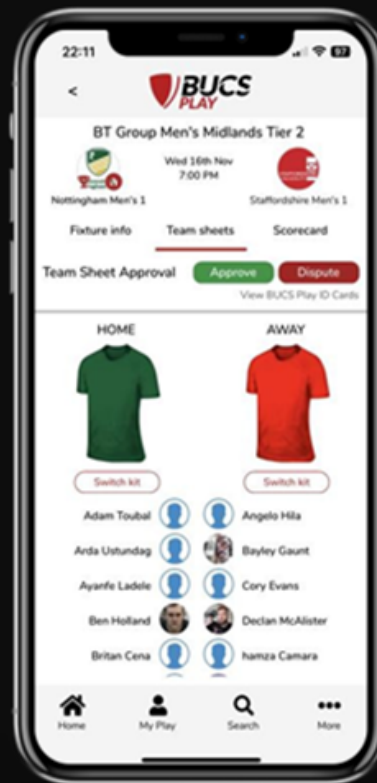 22:11
97
<
BUCS
PLAY
BT Group Men's Midlands Tier 2
Wed 16th Nov
7:00 PM
Nottingham Men's 1
Staffordshire Men's 1
Fixture info Team sheets Scorecard
Team Sheet Approval Approve Dispute
View BUCS Play ID Cards
HOME AWAY
Switch kit Switch kit
Adam Toubal Angelo Hila
Arda Ustundag Bayley Gaunt
Ayanfe Ladele Cory Evans
Ben Holland Declan McAlister
Britan Cena hamza Camara
Home My Play Search More